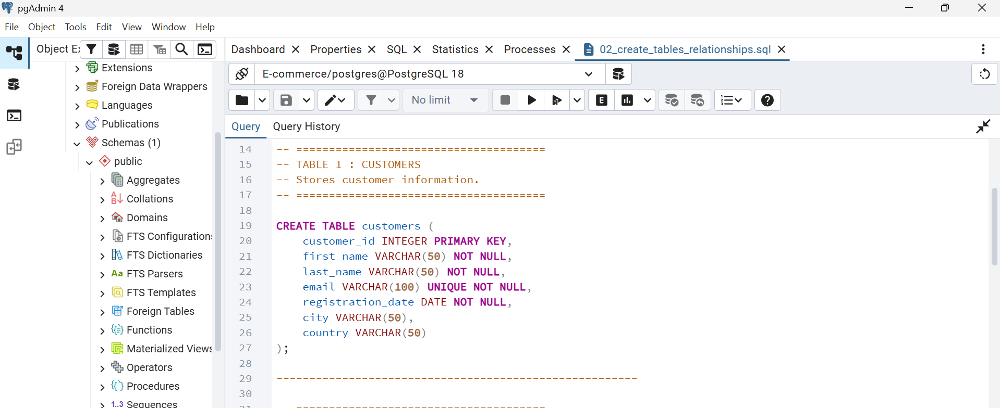 pgAdmin 4
File Object Tools Edit View Window Help
Object Ex
Dashboard Properties SQL Statistics Processes 02_create_tables_relationships.sql
E-commerce/postgres@PostgreSQL 18
No limit
Query Query History
Extensions
Foreign Data Wrappers
Languages
Publications
Schemas (1)
public
Aggregates
Collations
Domains
FTS Configurations
FTS Dictionaries
Aa FTS Parsers
FTS Templates
Foreign Tables
Functions
Materialized Views
Operators
Procedures
1..3 Sequences
14 -- ======================================
15 -- TABLE 1 : CUSTOMERS
16 -- Stores customer information.
17 -- ======================================
18
19 CREATE TABLE customers (
20 customer_id INTEGER PRIMARY KEY,
21 first_name VARCHAR(50) NOT NULL,
22 last_name VARCHAR(50) NOT NULL,
23 email VARCHAR(100) UNIQUE NOT NULL,
24 registration_date DATE NOT NULL,
25 city VARCHAR(50),
26 country VARCHAR(50)
27 );
28
29 -------------------------------------------------------
30